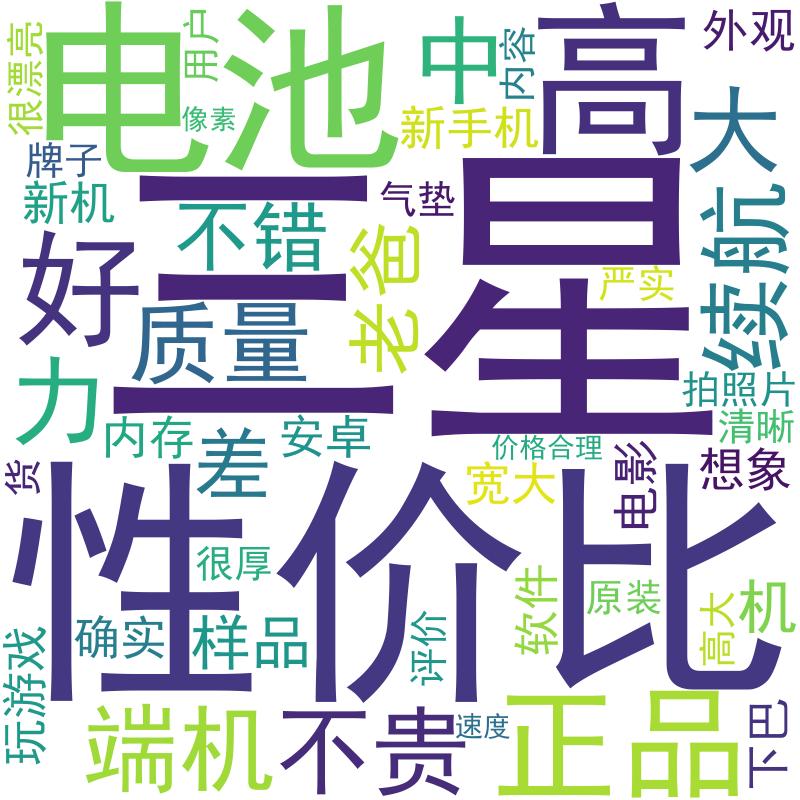 很漂亮
电池
用户
像素
中
内容
高
外观
新手机
大
牌子
新机
三星
气垫
不错
老爸
续航
好
质量
严实
力
内存
差
安卓
拍照片
清晰
价格合理
货
宽大
电影
想象
性价比
很厚
软件
原装
高大
机
确实
样品
评价
玩游戏
端机
不贵
速度
正品
下巴